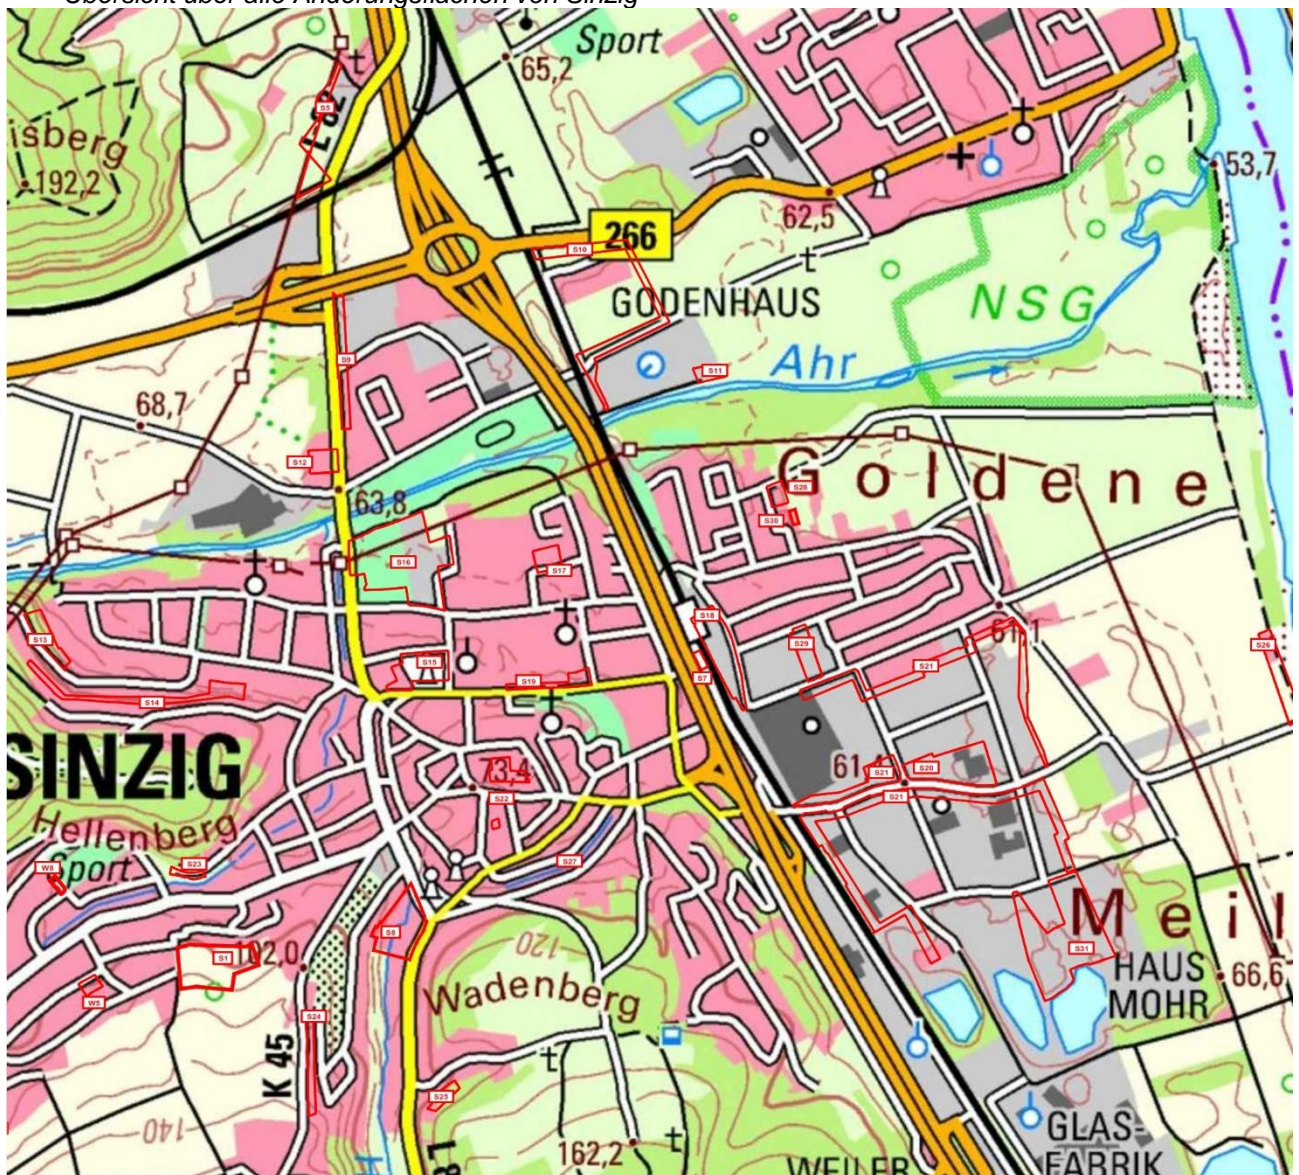 Übersicht über alle Änderungsflächen von Sinzig
Sport
65,2
S5
L 82
isberg
192,2
53,7
62,5
266
S10
GODENHAUS
NSG
S9
S11
Ahr
68,7
S12
63,8
Goldene
S28
S30
S16
S17
S13
S18
S29
61,1
S26
S15
S21
S7
S14
S19
SINZIG
73,4
61,4
S21
S20
S22
S21
Hellenberg
Sport
S23
S27
W8
S8
120
Meil
S31
102,0
S1
HAUS
MOHR
66,6
W5
Wadenberg
S24
K 45
S25
140
162,2
GLAS-
FABRIK
WEILER